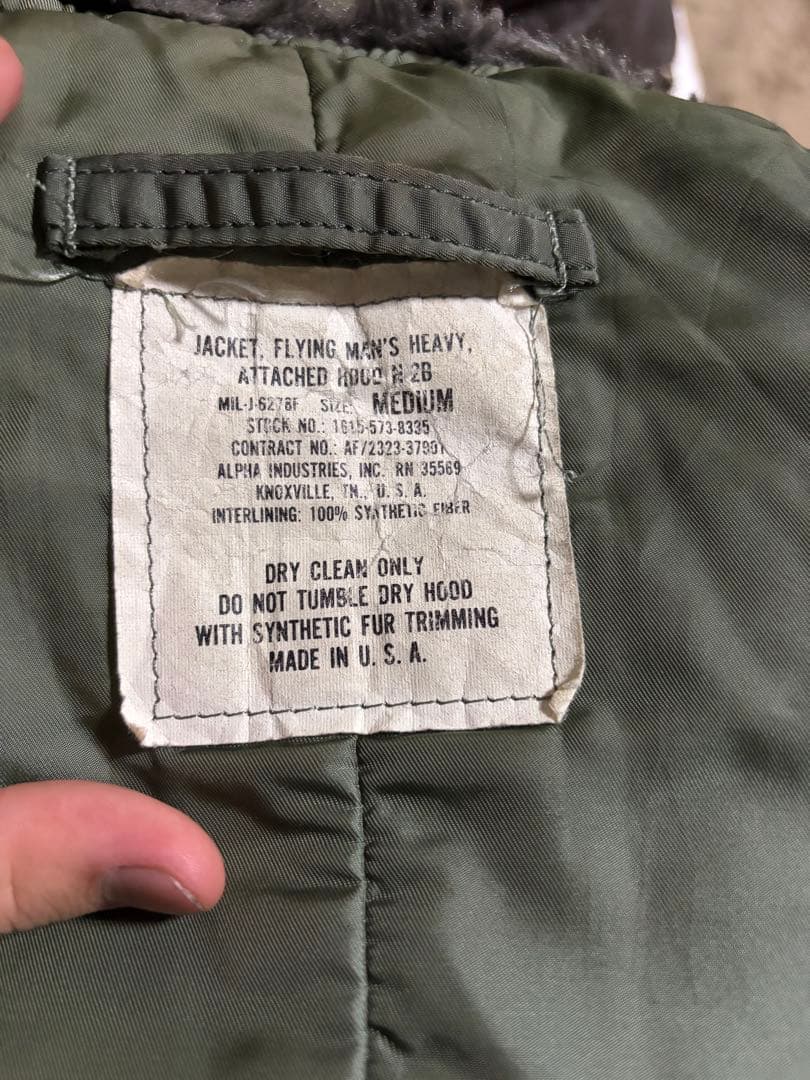 JACKET, FLYING MAN'S HEAVY,
ATTACHED HOOD N 2B
MIL-J-6278F SIZE: MEDIUM
STOCK NO.: 1615-573-8335
CONTRACT NO.: AF/2323-37901
ALPHA INDUSTRIES, INC. RN 35569
KNOXVILLE, TN., U. S. A.
INTERLINING: 100% SYNTHETIC FIBER
DRY CLEAN ONLY
DO NOT TUMBLE DRY HOOD
WITH SYNTHETIC FUR TRIMMING
MADE IN U. S. A.